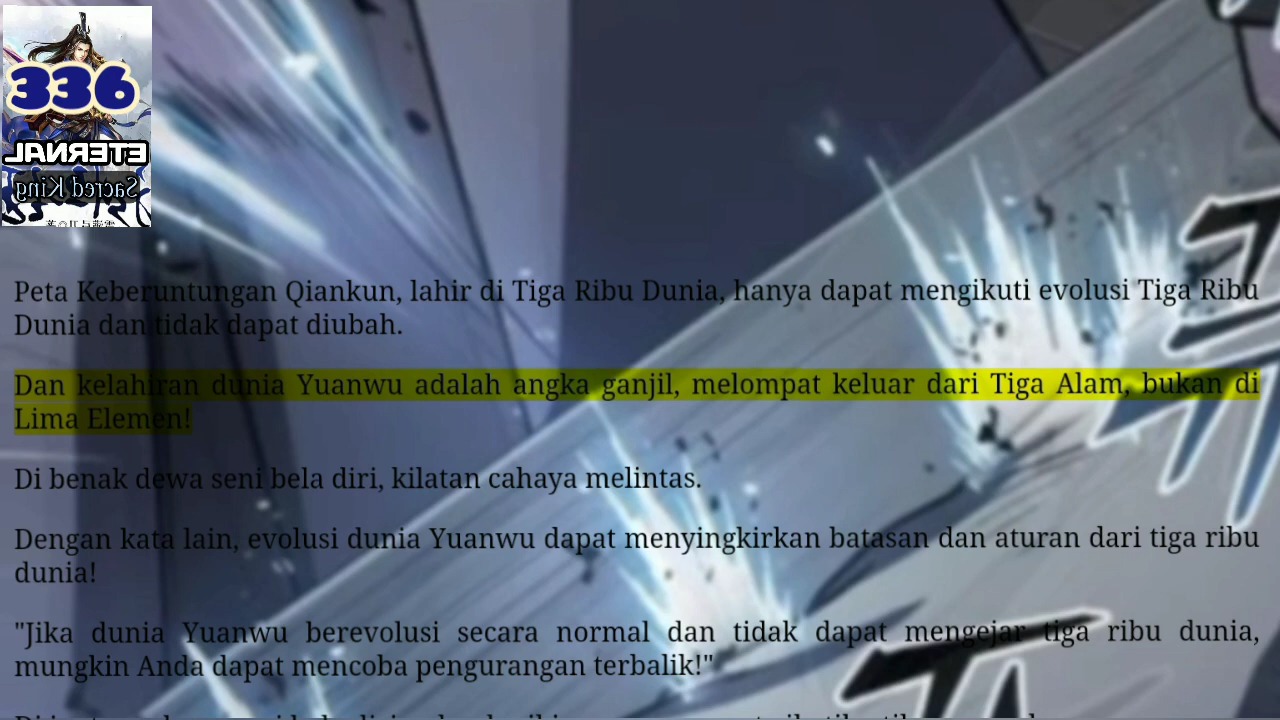 336
ETERNAL
Sacred King
Peta Keberuntungan Qiankun, lahir di Tiga Ribu Dunia, hanya dapat mengikuti evolusi Tiga Ribu
Dunia dan tidak dapat diubah.
Dan kelahiran dunia Yuanwu adalah angka ganjil, melompat keluar dari Tiga Alam, bukan di
Lima Elemen!
Di benak dewa seni bela diri, kilatan cahaya melintas.
Dengan kata lain, evolusi dunia Yuanwu dapat menyingkirkan batasan dan aturan dari tiga ribu
dunia!
"Jika dunia Yuanwu berevolusi secara normal dan tidak dapat mengejar tiga ribu dunia,
mungkin Anda dapat mencoba pengurangan terbalik!"